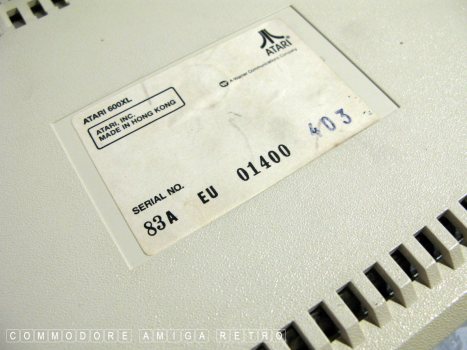 ATARI
A Warner Communications Company
ATARI 600XL
ATARI, INC.
MADE IN HONG KONG
403
SERIAL NO.
83A EU 01400
COMMODORE AMIGA RETRO